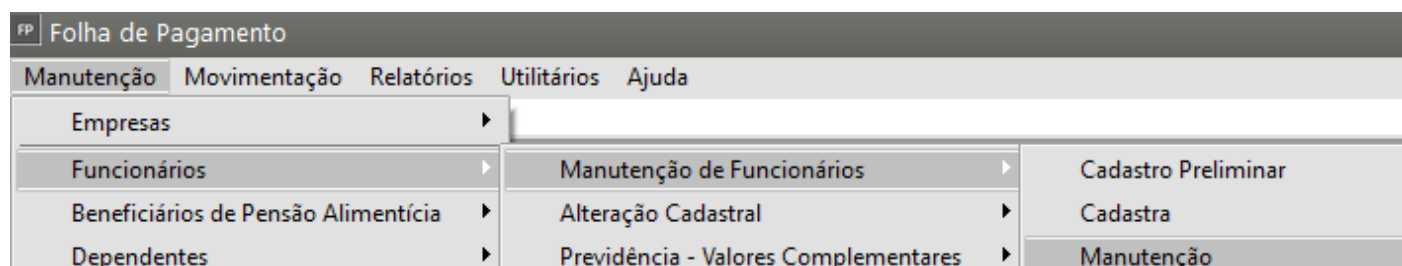 FP Folha de Pagamento
Manutenção Movimentação Relatórios Utilitários Ajuda
Empresas
Funcionários Manutenção de Funcionários Cadastro Preliminar
Beneficiários de Pensão Alimentícia Alteração Cadastral Cadastra
Dependentes Previdência - Valores Complementares Manutenção